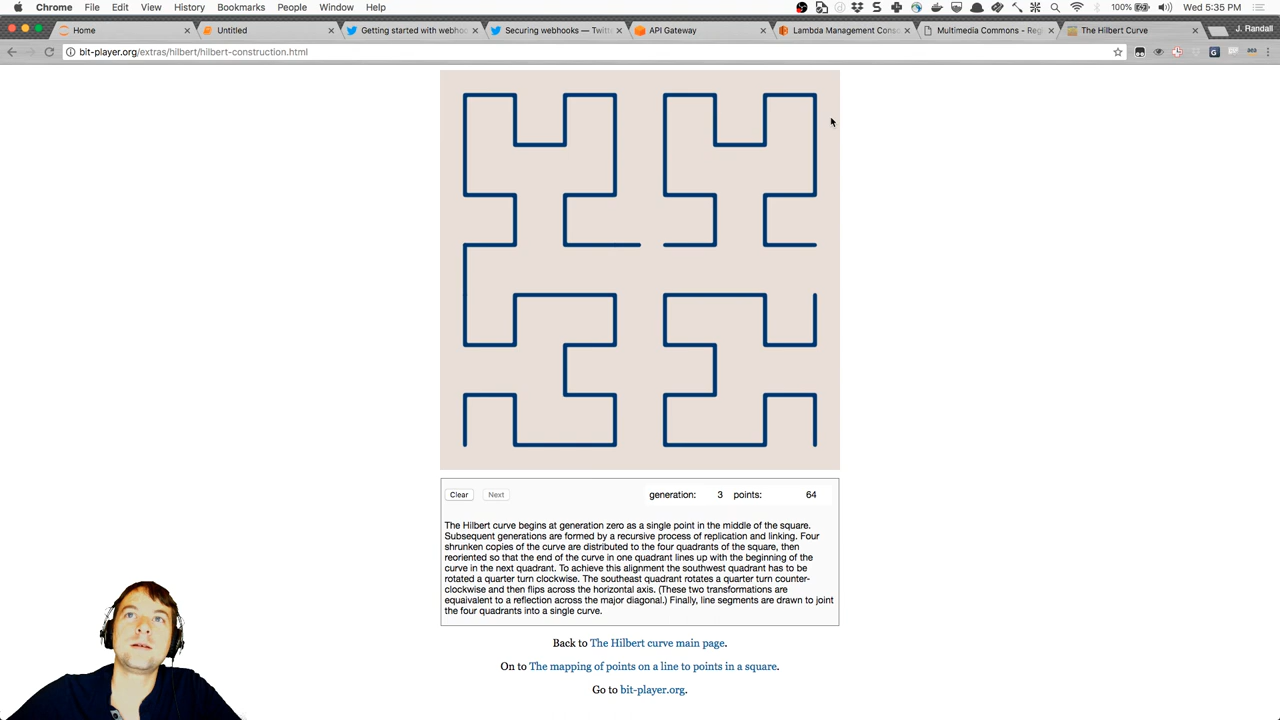 Chrome File Edit View History Bookmarks People Window Help 100% Wed 5:35 PM
Home Untitled Getting started with webhoo Securing webhooks — Twitt API Gateway Lambda Management Conso Multimedia Commons - Reg The Hilbert Curve J. Randall
bit-player.org/extras/hilbert/hilbert-construction.html
Clear Next generation: 3 points: 64
The Hilbert curve begins at generation zero as a single point in the middle of the square.
Subsequent generations are formed by a recursive process of replication and linking. Four
shrunken copies of the curve are distributed to the four quadrants of the square, then
reoriented so that the end of the curve in one quadrant lines up with the beginning of the
curve in the next quadrant. To achieve this alignment the southwest quadrant has to be
rotated a quarter turn clockwise. The southeast quadrant rotates a quarter turn counter-
clockwise and then flips across the horizontal axis. (These two transformations are
equaivalent to a reflection across the major diagonal.) Finally, line segments are drawn to joint
the four quadrants into a single curve.
Back to The Hilbert curve main page.
On to The mapping of points on a line to points in a square.
Go to bit-player.org.